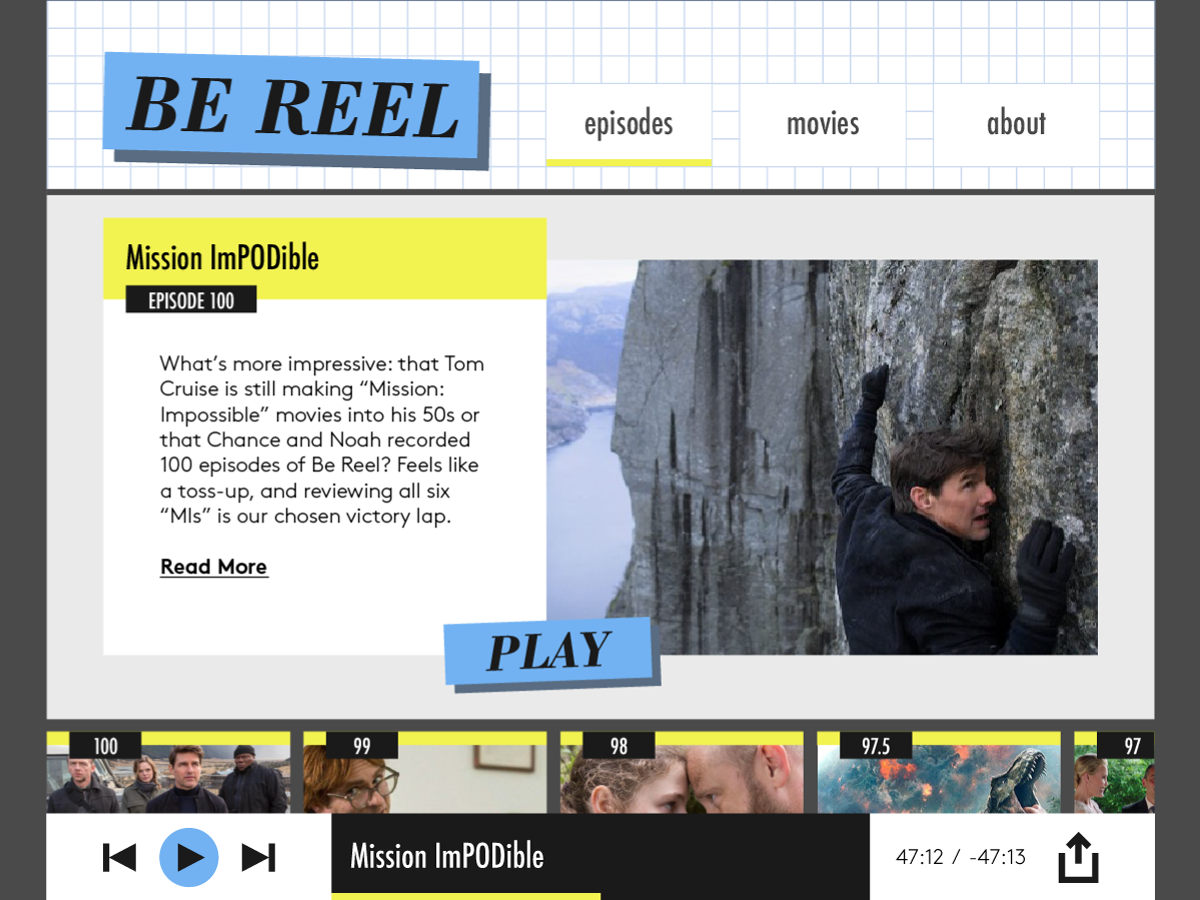 BE REEL
episodes
movies
about
Mission ImPODible
EPISODE 100
What’s more impressive: that Tom
Cruise is still making “Mission:
Impossible” movies into his 50s or
that Chance and Noah recorded
100 episodes of Be Reel? Feels like
a toss-up, and reviewing all six
“MIs” is our chosen victory lap.
Read More
PLAY
100
99
98
97.5
97
Mission ImPODible
47:12 / -47:13